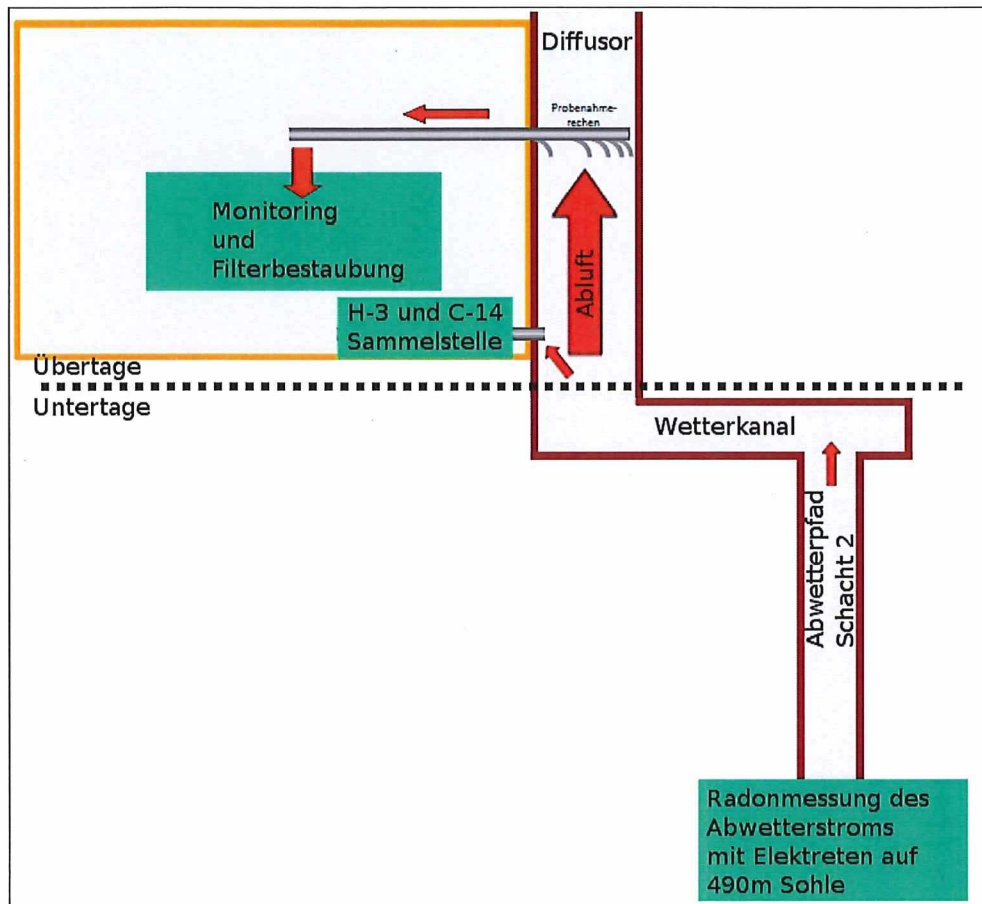 Diffusor
Probenahme-
rechen
Monitoring
und
Filterbestaubung
Abluft
H-3 und C-14
Sammelstelle
Übertage
Untertage
Wetterkanal
Abwetterpfad
Schacht 2
Radonmessung des
Abwetterstroms
mit Elektreten auf
490m Sohle